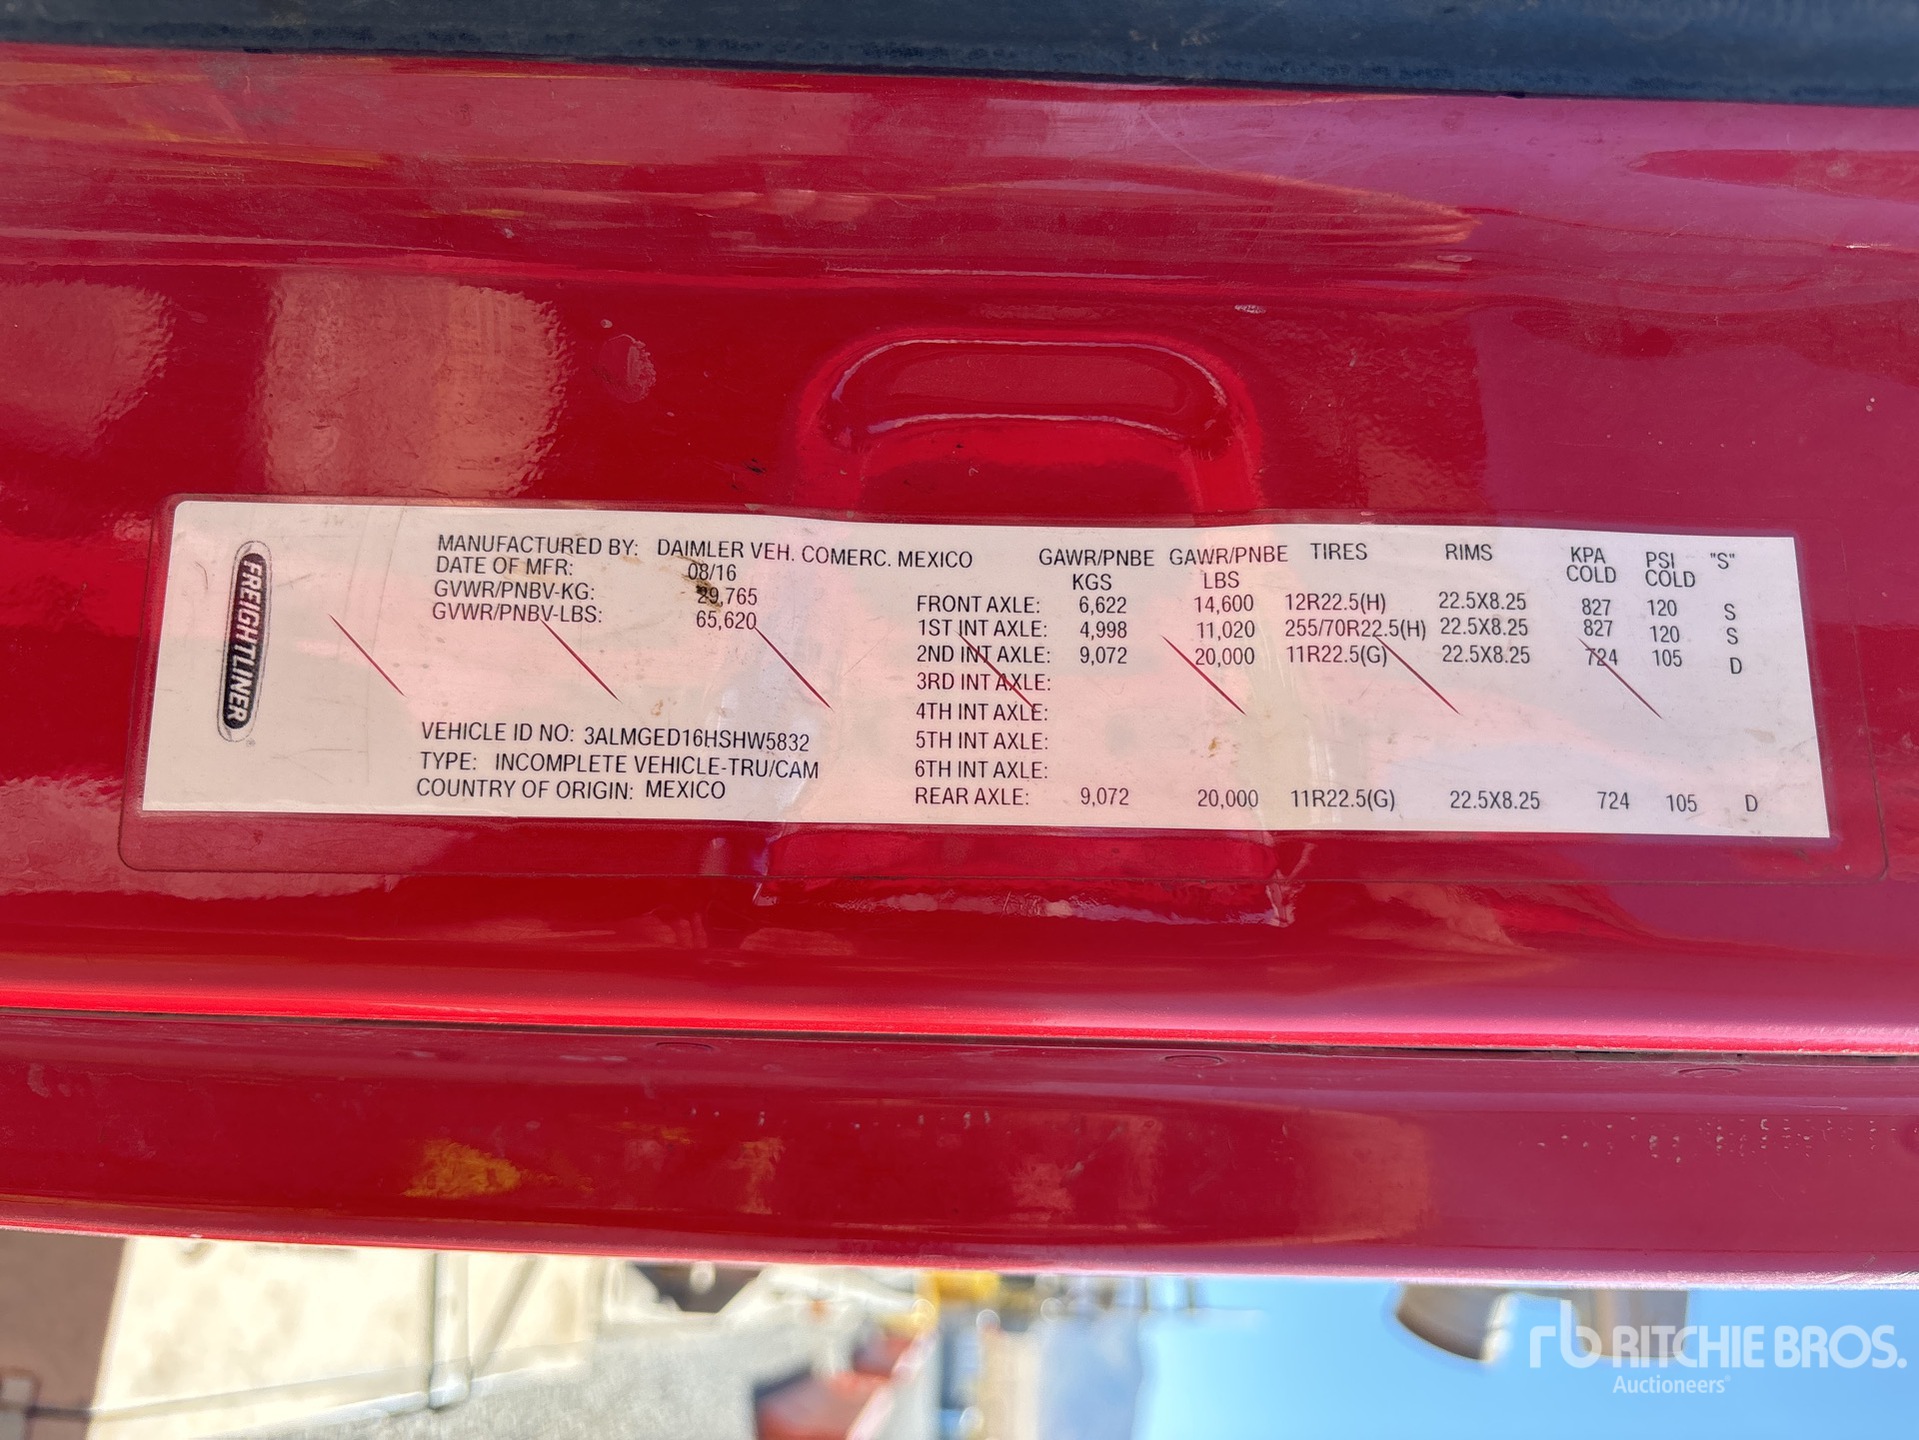 FREIGHTLINER
MANUFACTURED BY: DAIMLER VEH. COMERC. MEXICO
DATE OF MFR: 08/16
GVWR/PNBV-KG: 29,765
GVWR/PNBV-LBS: 65,620
VEHICLE ID NO: 3ALMGED16HSHW5832
TYPE: INCOMPLETE VEHICLE-TRU/CAM
COUNTRY OF ORIGIN: MEXICO
GAWR/PNBE KGS GAWR/PNBE LBS TIRES RIMS KPA COLD PSI COLD "S"
FRONT AXLE: 6,622 14,600 12R22.5(H) 22.5X8.25 827 120 S
1ST INT AXLE: 4,998 11,020 255/70R22.5(H) 22.5X8.25 827 120 S
2ND INT AXLE: 9,072 20,000 11R22.5(G) 22.5X8.25 724 105 D
3RD INT AXLE:
4TH INT AXLE:
5TH INT AXLE:
6TH INT AXLE:
REAR AXLE: 9,072 20,000 11R22.5(G) 22.5X8.25 724 105 D
rb RITCHIE BROS.
Auctioneers